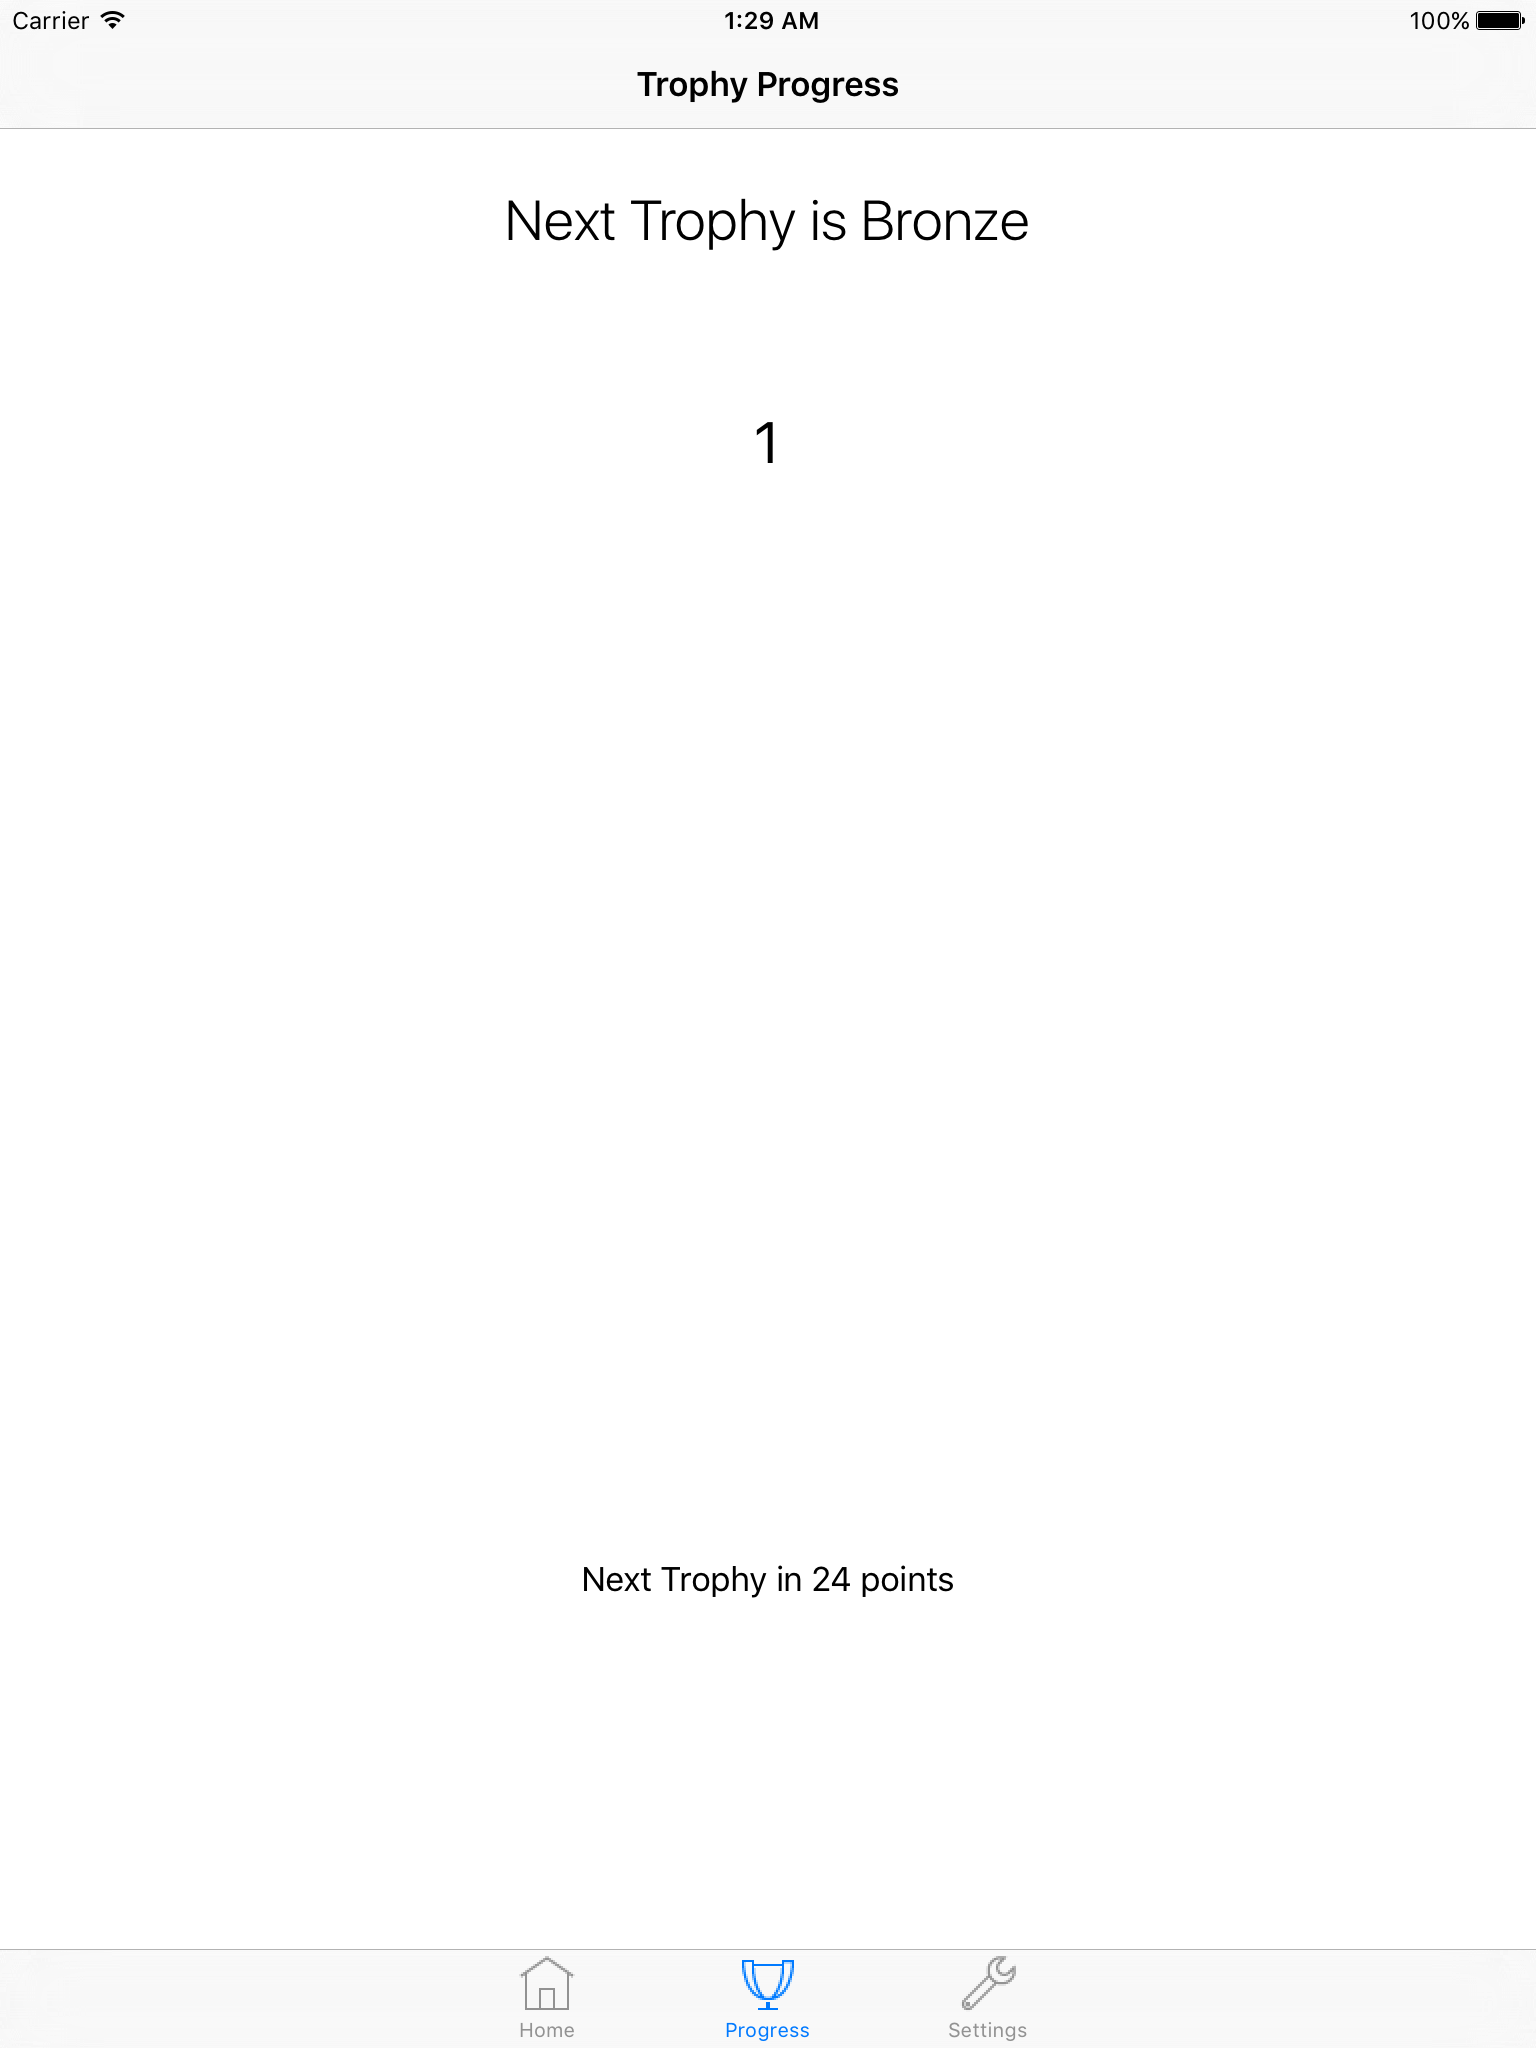 Carrier 1:29 AM 100%
Trophy Progress
Next Trophy is Bronze
1
Next Trophy in 24 points
Home Progress Settings